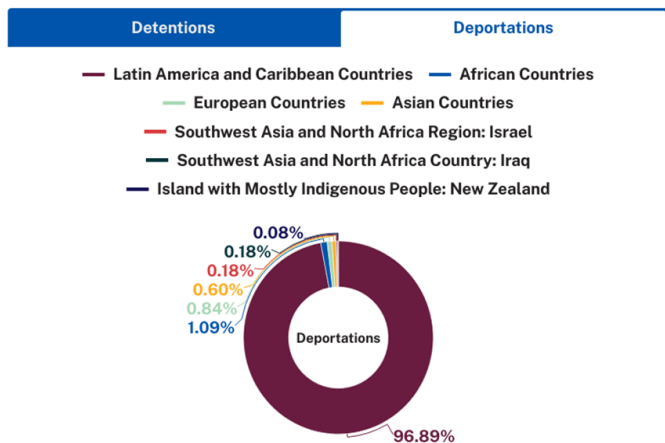 Detentions Deportations
Latin America and Caribbean Countries African Countries
European Countries Asian Countries
Southwest Asia and North Africa Region: Israel
Southwest Asia and North Africa Country: Iraq
Island with Mostly Indigenous People: New Zealand
0.08%
0.18%
0.18%
0.60%
0.84%
1.09%
Deportations
96.89%